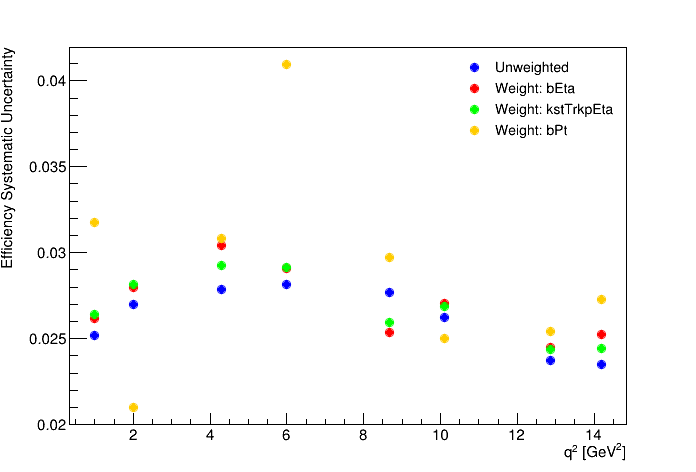 Efficiency Systematic Uncertainty
0.04
0.035
0.03
0.025
0.02
Unweighted
Weight: bEta
Weight: kstTrkpEta
Weight: bPt
2 4 6 8 10 12 14
q² [GeV²]